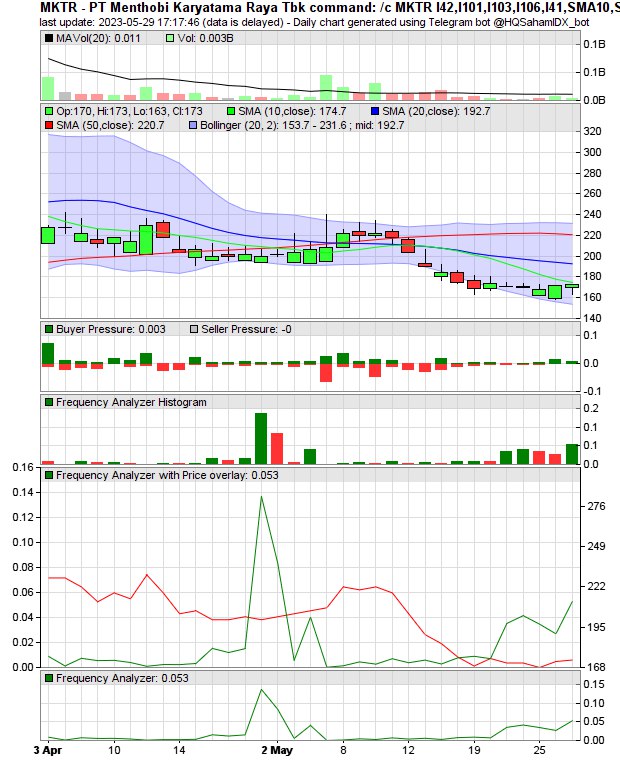 MKTR - PT Menthobi Karyatama Raya Tbk command: /c MKTR I42,I101,I103,I106,I41,SMA10,S
last update: 2023-05-29 17:17:46 (data is delayed) - Daily chart generated using Telegram bot @HQSahamIDX_bot
MAVol(20): 0.011 Vol: 0.003B
0.1B
0.1B
0.0B
Op:170, Hi:173, Lo:163, Cl:173 SMA (10,close): 174.7 SMA (20,close): 192.7
SMA (50,close): 220.7 Bollinger (20, 2): 153.7 - 231.6 ; mid: 192.7
320
300
280
260
240
220
200
180
160
140
Buyer Pressure: 0.003 Seller Pressure: -0
0.1
0.0
-0.1
Frequency Analyzer Histogram
0.2
0.1
0.1
0.0
Frequency Analyzer with Price overlay: 0.053
0.16
0.14
0.12
0.10
0.08
0.06
0.04
0.02
0.00
276
249
222
195
168
Frequency Analyzer: 0.053
0.15
0.10
0.05
0.00
3 Apr 10 14 2 May 8 12 19 25